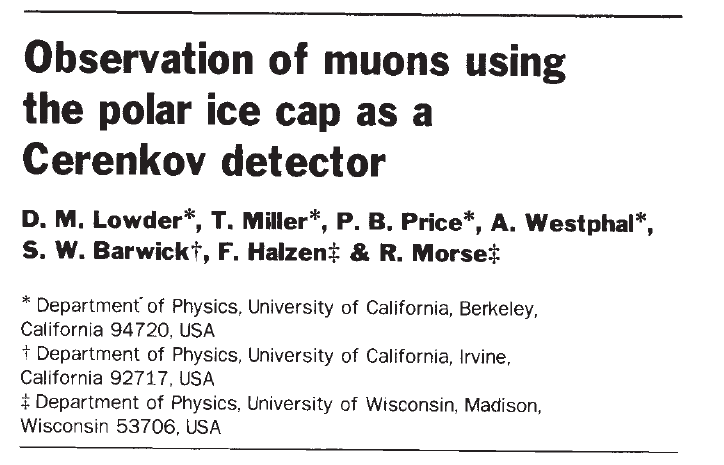 Observation of muons using
the polar ice cap as a
Cerenkov detector
D. M. Lowder*, T. Miller*, P. B. Price*, A. Westphal*,
S. W. Barwick†, F. Halzen‡ & R. Morse‡
* Department of Physics, University of California, Berkeley,
California 94720, USA
† Department of Physics, University of California, Irvine,
California 92717, USA
‡ Department of Physics, University of Wisconsin, Madison,
Wisconsin 53706, USA